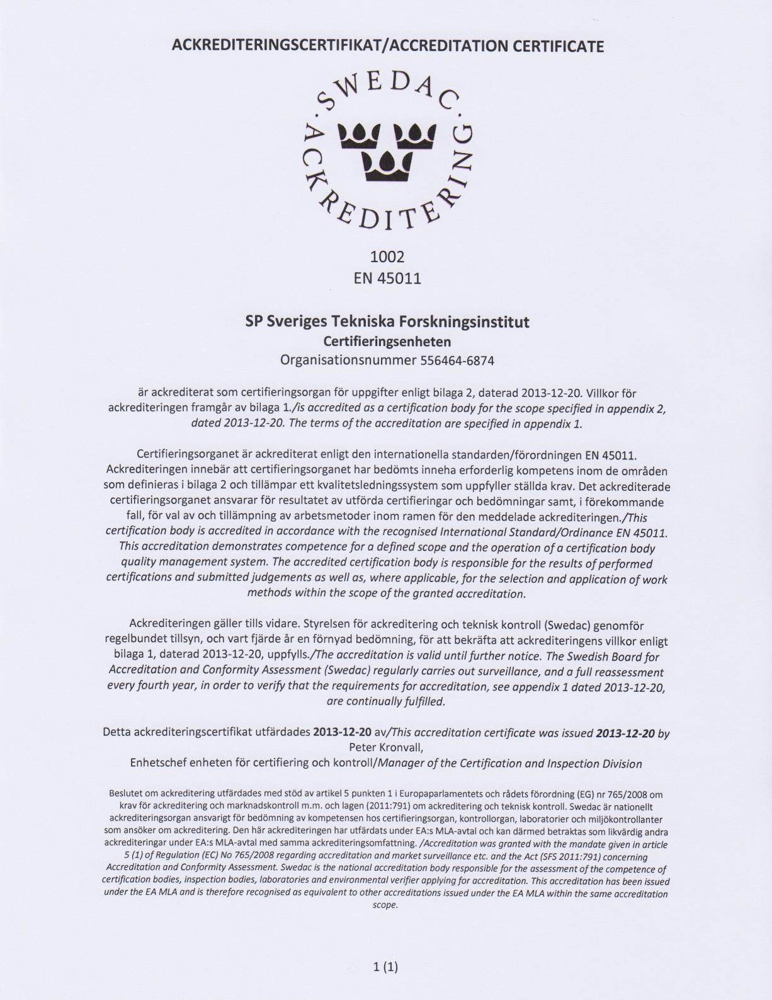 ACKREDITERINGSCERTIFIKAT/ACCREDITATION CERTIFICATE
· SWEDAC · ACKREDITERING
1002
EN 45011
SP Sveriges Tekniska Forskningsinstitut
Certifieringsenheten
Organisationsnummer 556464-6874
är ackrediterat som certifieringsorgan för uppgifter enligt bilaga 2, daterad 2013-12-20. Villkor för
ackrediteringen framgår av bilaga 1./is accredited as a certification body for the scope specified in appendix 2,
dated 2013-12-20. The terms of the accreditation are specified in appendix 1.
Certifieringsorganet är ackrediterat enligt den internationella standarden/förordningen EN 45011.
Ackrediteringen innebär att certifieringsorganet har bedömts inneha erforderlig kompetens inom de områden
som definieras i bilaga 2 och tillämpar ett kvalitetsledningssystem som uppfyller ställda krav. Det ackrediterade
certifieringsorganet ansvarar för resultatet av utförda certifieringar och bedömningar samt, i förekommande
fall, för val av och tillämpning av arbetsmetoder inom ramen för den meddelade ackrediteringen./This
certification body is accredited in accordance with the recognised International Standard/Ordinance EN 45011.
This accreditation demonstrates competence for a defined scope and the operation of a certification body
quality management system. The accredited certification body is responsible for the results of performed
certifications and submitted judgements as well as, where applicable, for the selection and application of work
methods within the scope of the granted accreditation.
Ackrediteringen gäller tills vidare. Styrelsen för ackreditering och teknisk kontroll (Swedac) genomför
regelbundet tillsyn, och vart fjärde år en förnyad bedömning, för att bekräfta att ackrediteringens villkor enligt
bilaga 1, daterad 2013-12-20, uppfylls./The accreditation is valid until further notice. The Swedish Board for
Accreditation and Conformity Assessment (Swedac) regularly carries out surveillance, and a full reassessment
every fourth year, in order to verify that the requirements for accreditation, see appendix 1 dated 2013-12-20,
are continually fulfilled.
Detta ackrediteringscertifikat utfärdades 2013-12-20 av/This accreditation certificate was issued 2013-12-20 by
Peter Kronvall,
Enhetschef enheten för certifiering och kontroll/Manager of the Certification and Inspection Division
Beslutet om ackreditering utfärdades med stöd av artikel 5 punkten 1 i Europaparlamentets och rådets förordning (EG) nr 765/2008 om
krav för ackreditering och marknadskontroll m.m. och lagen (2011:791) om ackreditering och teknisk kontroll. Swedac är nationellt
ackrediteringsorgan ansvarigt för bedömning av kompetensen hos certifieringsorgan, kontrollorgan, laboratorier och miljökontrollanter
som ansöker om ackreditering. Den här ackrediteringen har utfärdats under EA:s MLA-avtal och kan därmed betraktas som likvärdig andra
ackrediteringar under EA:s MLA-avtal med samma ackrediteringsomfattning. /Accreditation was granted with the mandate given in article
5 (1) of Regulation (EC) No 765/2008 regarding accreditation and market surveillance etc. and the Act (SFS 2011:791) concerning
Accreditation and Conformity Assessment. Swedac is the national accreditation body responsible for the assessment of the competence of
certification bodies, inspection bodies, laboratories and environmental verifier applying for accreditation. This accreditation has been issued
under the EA MLA and is therefore recognised as equivalent to other accreditations issued under the EA MLA within the same accreditation
scope.
1 (1)